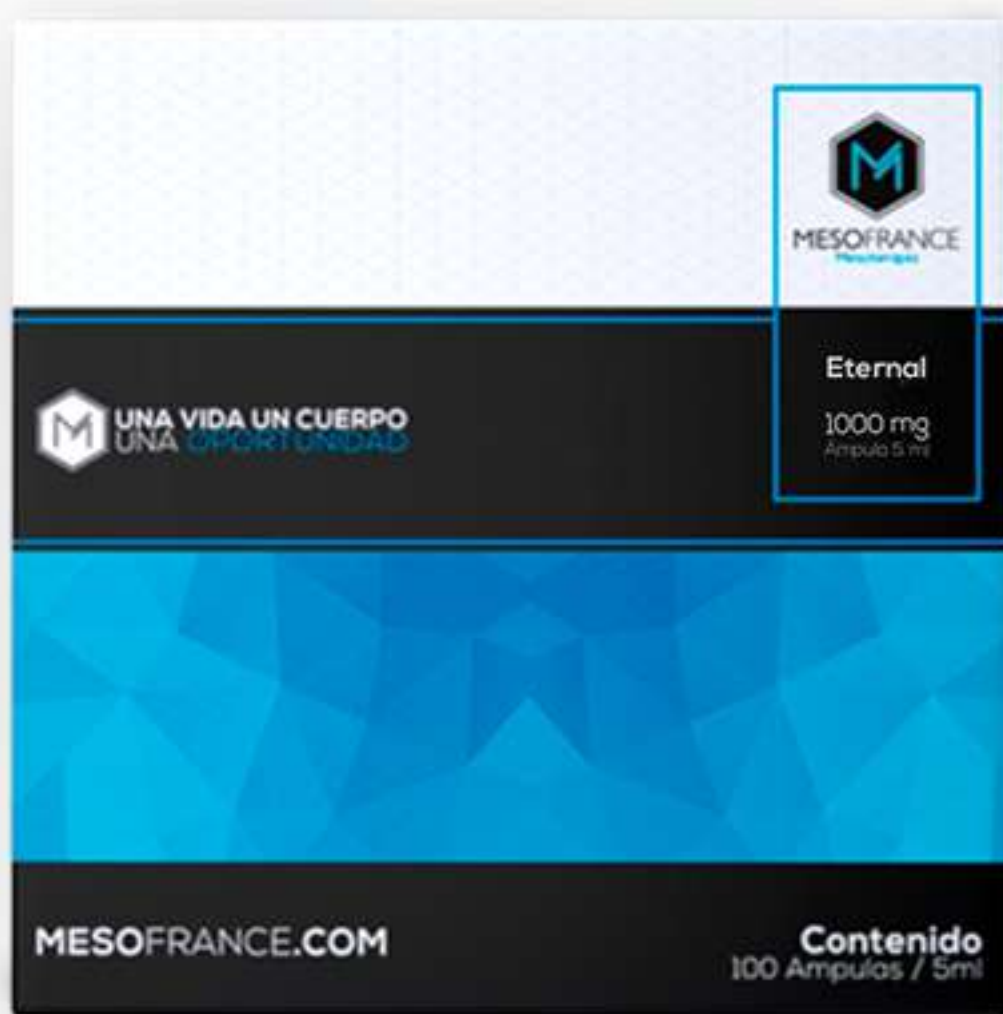 M
MESOFRANCE
Mesoterapia
Eternal
1000 mg
Ampula 5 ml
M
UNA VIDA UN CUERPO
UNA OPORTUNIDAD
MESOFRANCE.COM
Contenido
100 Ampulas / 5ml